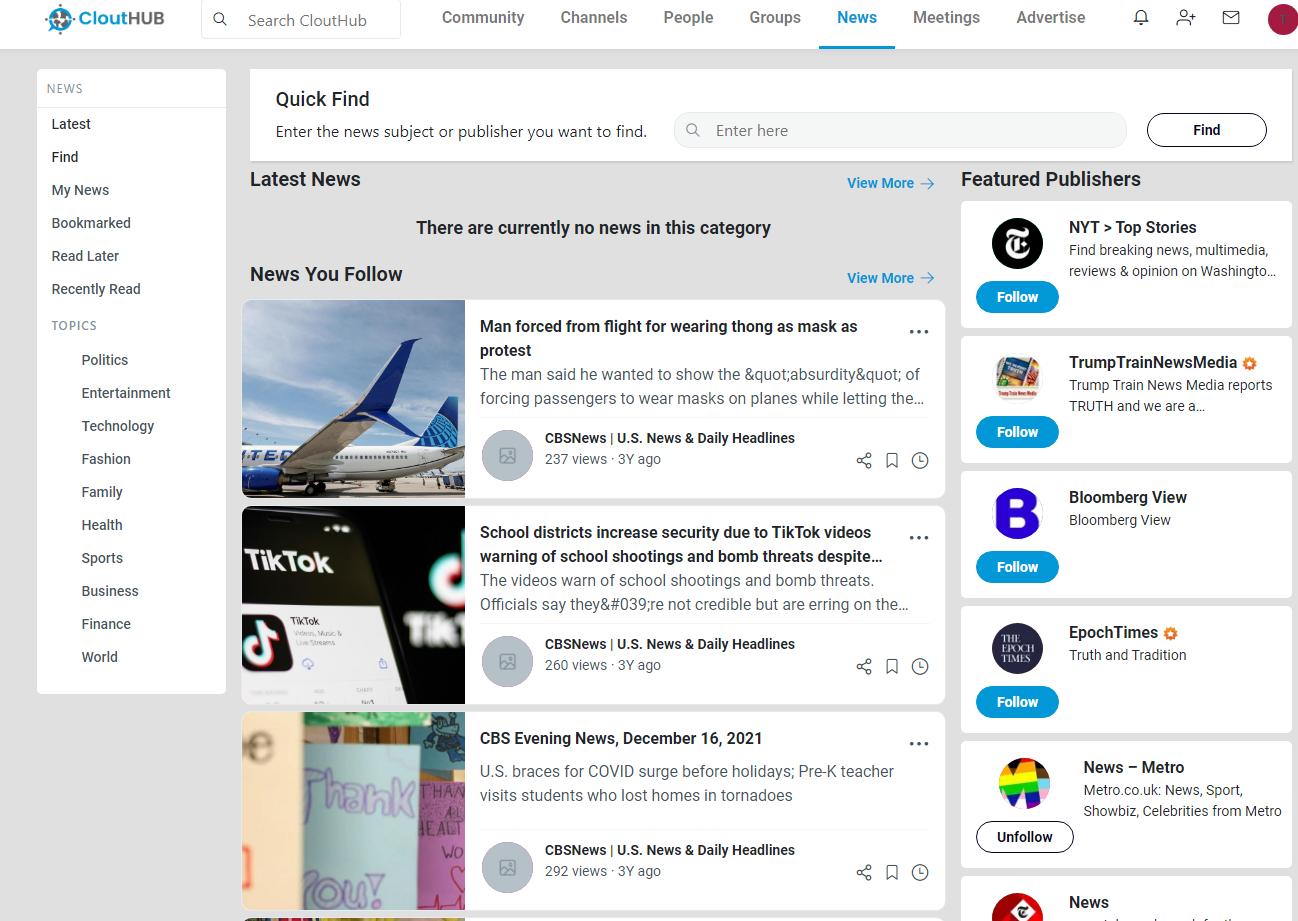 CloutHUB
Search CloutHub
Community
Channels
People
Groups
News
Meetings
Advertise
NEWS
Latest
Find
My News
Bookmarked
Read Later
Recently Read
TOPICS
Politics
Entertainment
Technology
Fashion
Family
Health
Sports
Business
Finance
World
Quick Find
Enter the news subject or publisher you want to find.
Enter here
Find
Latest News
View More
There are currently no news in this category
News You Follow
View More
Man forced from flight for wearing thong as mask as
protest
The man said he wanted to show the &quot;absurdity&quot; of
forcing passengers to wear masks on planes while letting the…
CBSNews | U.S. News & Daily Headlines
237 views · 3Y ago
TikTok
TikTok
Videos, Music &
Live Streams
School districts increase security due to TikTok videos
warning of school shootings and bomb threats despite…
The videos warn of school shootings and bomb threats.
Officials say they&#039;re not credible but are erring on the…
CBSNews | U.S. News & Daily Headlines
260 views · 3Y ago
Thank
You!
CBS Evening News, December 16, 2021
U.S. braces for COVID surge before holidays; Pre-K teacher
visits students who lost homes in tornadoes
CBSNews | U.S. News & Daily Headlines
292 views · 3Y ago
Featured Publishers
NYT > Top Stories
Find breaking news, multimedia,
reviews & opinion on Washingto…
Follow
TrumpTrainNewsMedia
Trump Train News Media reports
TRUTH and we are a…
Follow
B
Bloomberg View
Bloomberg View
Follow
THE
EPOCH
TIMES
EpochTimes
Truth and Tradition
Follow
News – Metro
Metro.co.uk: News, Sport,
Showbiz, Celebrities from Metro
Unfollow
News